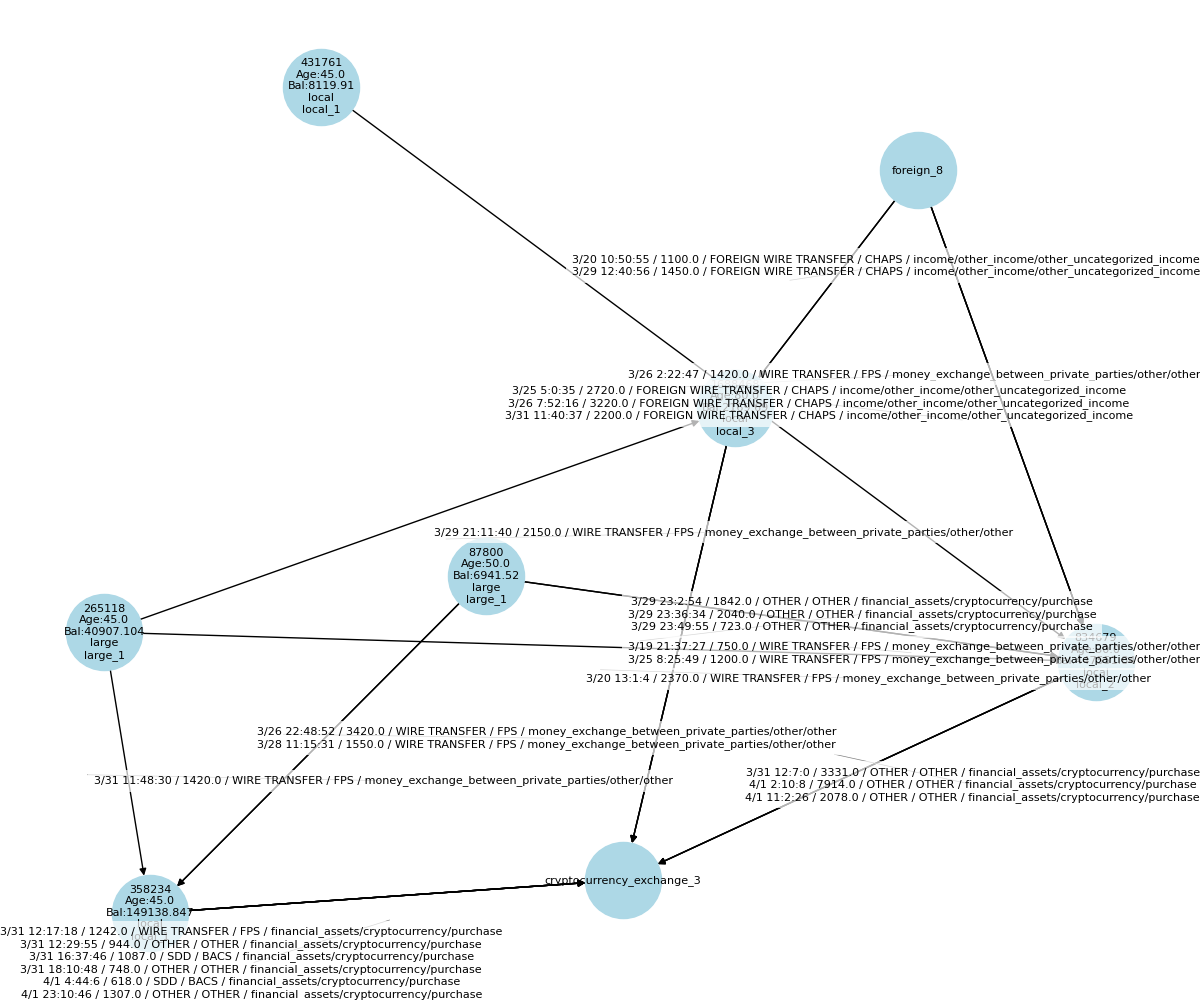 431761
Age:45.0
Bal:8119.91
local
local_1
foreign_8
3/20 10:50:55 / 1100.0 / FOREIGN WIRE TRANSFER / CHAPS / income/other_income/other_uncategorized_income
3/29 12:40:56 / 1450.0 / FOREIGN WIRE TRANSFER / CHAPS / income/other_income/other_uncategorized_income
3/26 2:22:47 / 1420.0 / WIRE TRANSFER / FPS / money_exchange_between_private_parties/other/other
3/25 5:0:35 / 2720.0 / FOREIGN WIRE TRANSFER / CHAPS / income/other_income/other_uncategorized_income
3/26 7:52:16 / 3220.0 / FOREIGN WIRE TRANSFER / CHAPS / income/other_income/other_uncategorized_income
3/31 11:40:37 / 2200.0 / FOREIGN WIRE TRANSFER / CHAPS / income/other_income/other_uncategorized_income
local
local_3
3/29 21:11:40 / 2150.0 / WIRE TRANSFER / FPS / money_exchange_between_private_parties/other/other
87800
Age:50.0
Bal:6941.52
large
large_1
265118
Age:45.0
Bal:40907.104
large
large_1
3/29 23:2:54 / 1842.0 / OTHER / OTHER / financial_assets/cryptocurrency/purchase
3/29 23:36:34 / 2040.0 / OTHER / OTHER / financial_assets/cryptocurrency/purchase
3/29 23:49:55 / 723.0 / OTHER / OTHER / financial_assets/cryptocurrency/purchase
834679
3/19 21:37:27 / 750.0 / WIRE TRANSFER / FPS / money_exchange_between_private_parties/other/other
3/25 8:25:49 / 1200.0 / WIRE TRANSFER / FPS / money_exchange_between_private_parties/other/other
local
3/20 13:1:4 / 2370.0 / WIRE TRANSFER / FPS / money_exchange_between_private_parties/other/other
local_2
3/26 22:48:52 / 3420.0 / WIRE TRANSFER / FPS / money_exchange_between_private_parties/other/other
3/28 11:15:31 / 1550.0 / WIRE TRANSFER / FPS / money_exchange_between_private_parties/other/other
3/31 11:48:30 / 1420.0 / WIRE TRANSFER / FPS / money_exchange_between_private_parties/other/other
3/31 12:7:0 / 3331.0 / OTHER / OTHER / financial_assets/cryptocurrency/purchase
4/1 2:10:8 / 7914.0 / OTHER / OTHER / financial_assets/cryptocurrency/purchase
4/1 11:2:26 / 2078.0 / OTHER / OTHER / financial_assets/cryptocurrency/purchase
cryptocurrency_exchange_3
358234
Age:45.0
Bal:149138.847
local
3/31 12:17:18 / 1242.0 / WIRE TRANSFER / FPS / financial_assets/cryptocurrency/purchase
3/31 12:29:55 / 944.0 / OTHER / OTHER / financial_assets/cryptocurrency/purchase
3/31 16:37:46 / 1087.0 / SDD / BACS / financial_assets/cryptocurrency/purchase
3/31 18:10:48 / 748.0 / OTHER / OTHER / financial_assets/cryptocurrency/purchase
4/1 4:44:6 / 618.0 / SDD / BACS / financial_assets/cryptocurrency/purchase
4/1 23:10:46 / 1307.0 / OTHER / OTHER / financial_assets/cryptocurrency/purchase